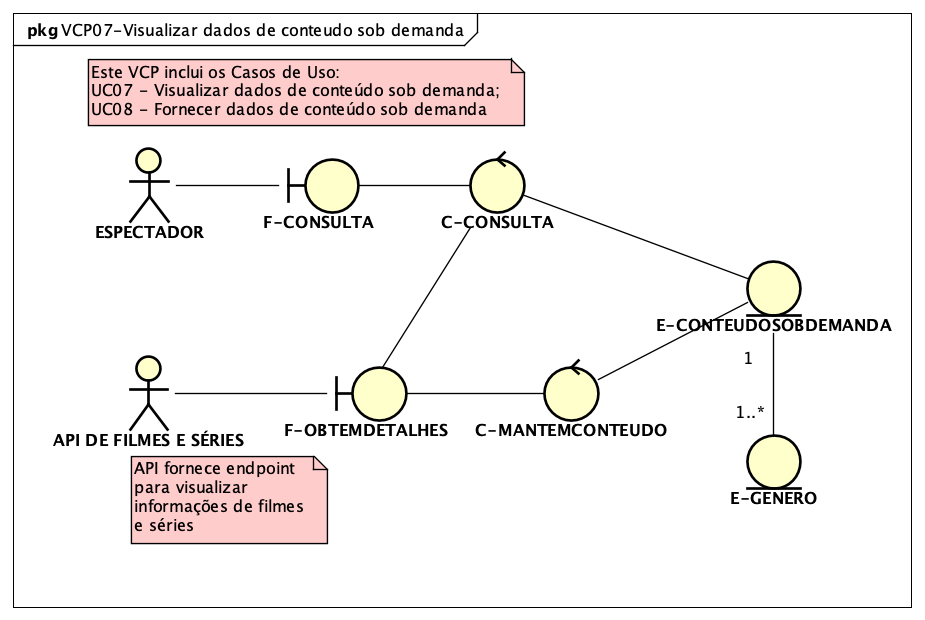 pkg VCP07-Visualizar dados de conteudo sob demanda
Este VCP inclui os Casos de Uso:
UC07 - Visualizar dados de conteúdo sob demanda;
UC08 - Fornecer dados de conteúdo sob demanda
ESPECTADOR
F-CONSULTA
C-CONSULTA
E-CONTEUDOSOBDEMANDA
1
1..*
API DE FILMES E SÉRIES
F-OBTEMDETALHES
C-MANTEMCONTEUDO
API fornece endpoint
para visualizar
informações de filmes
e séries
E-GENERO